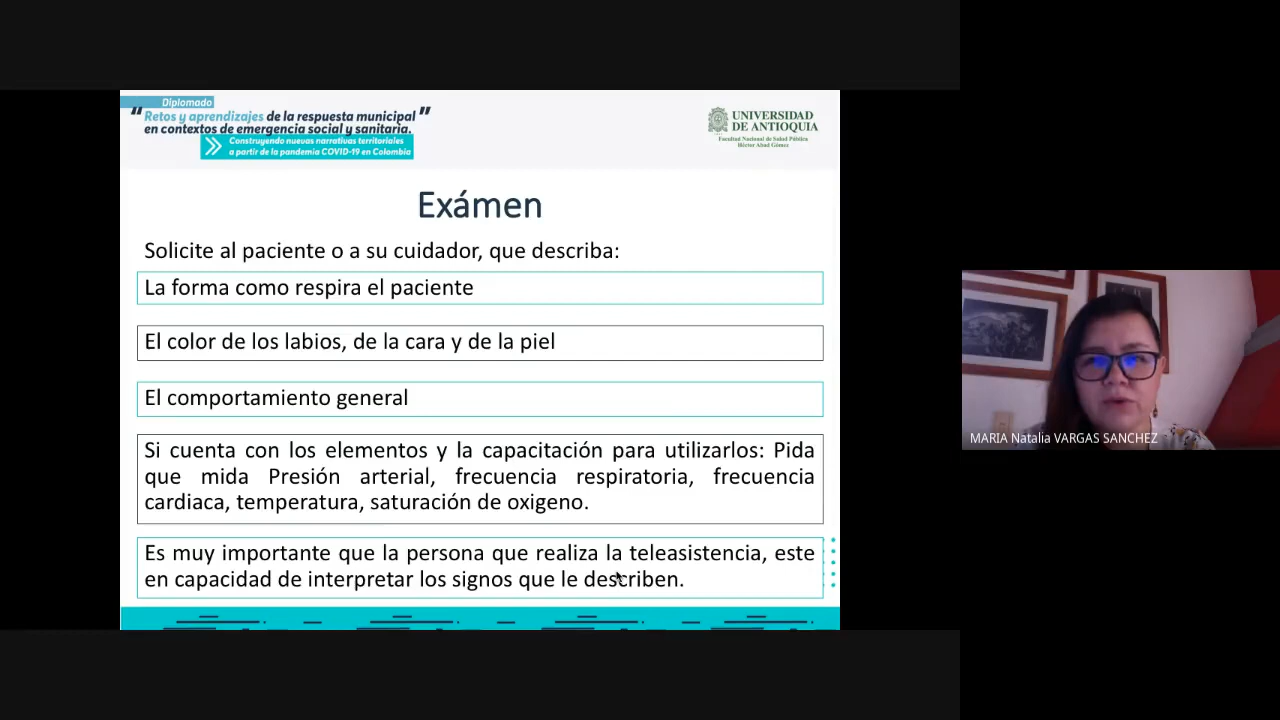 Diplomado
“ Retos y aprendizajes de la respuesta municipal ”
en contextos de emergencia social y sanitaria.
Construyendo nuevas narrativas territoriales
a partir de la pandemia COVID-19 en Colombia
UNIVERSIDAD
DE ANTIOQUIA
Facultad Nacional de Salud Pública
Héctor Abad Gómez
Exámen
Solicite al paciente o a su cuidador, que describa:
La forma como respira el paciente
El color de los labios, de la cara y de la piel
El comportamiento general
Si cuenta con los elementos y la capacitación para utilizarlos: Pida
que mida Presión arterial, frecuencia respiratoria, frecuencia
cardiaca, temperatura, saturación de oxigeno.
Es muy importante que la persona que realiza la teleasistencia, este
en capacidad de interpretar los signos que le describen.
MARIA Natalia VARGAS SANCHEZ